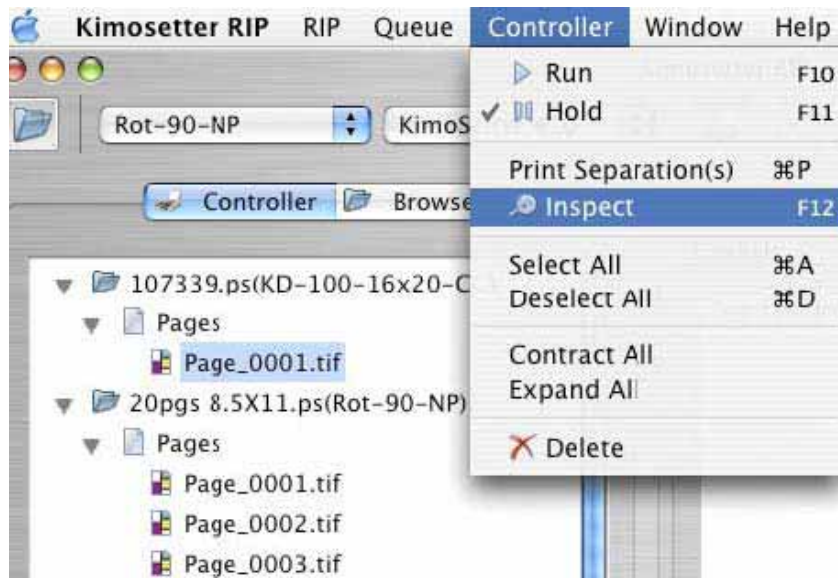 Kimosetter RIP RIP Queue Controller Window Help
Run F10
Hold F11
Print Separation(s) ⌘P
Inspect F12
Select All ⌘A
Deselect All ⌘D
Contract All
Expand All
Delete
Rot-90-NP KimoS
Controller Browse
107339.ps(KD-100-16x20-C
Pages
Page_0001.tif
20pgs 8.5X11.ps(Rot-90-NP)
Pages
Page_0001.tif
Page_0002.tif
Page_0003.tif